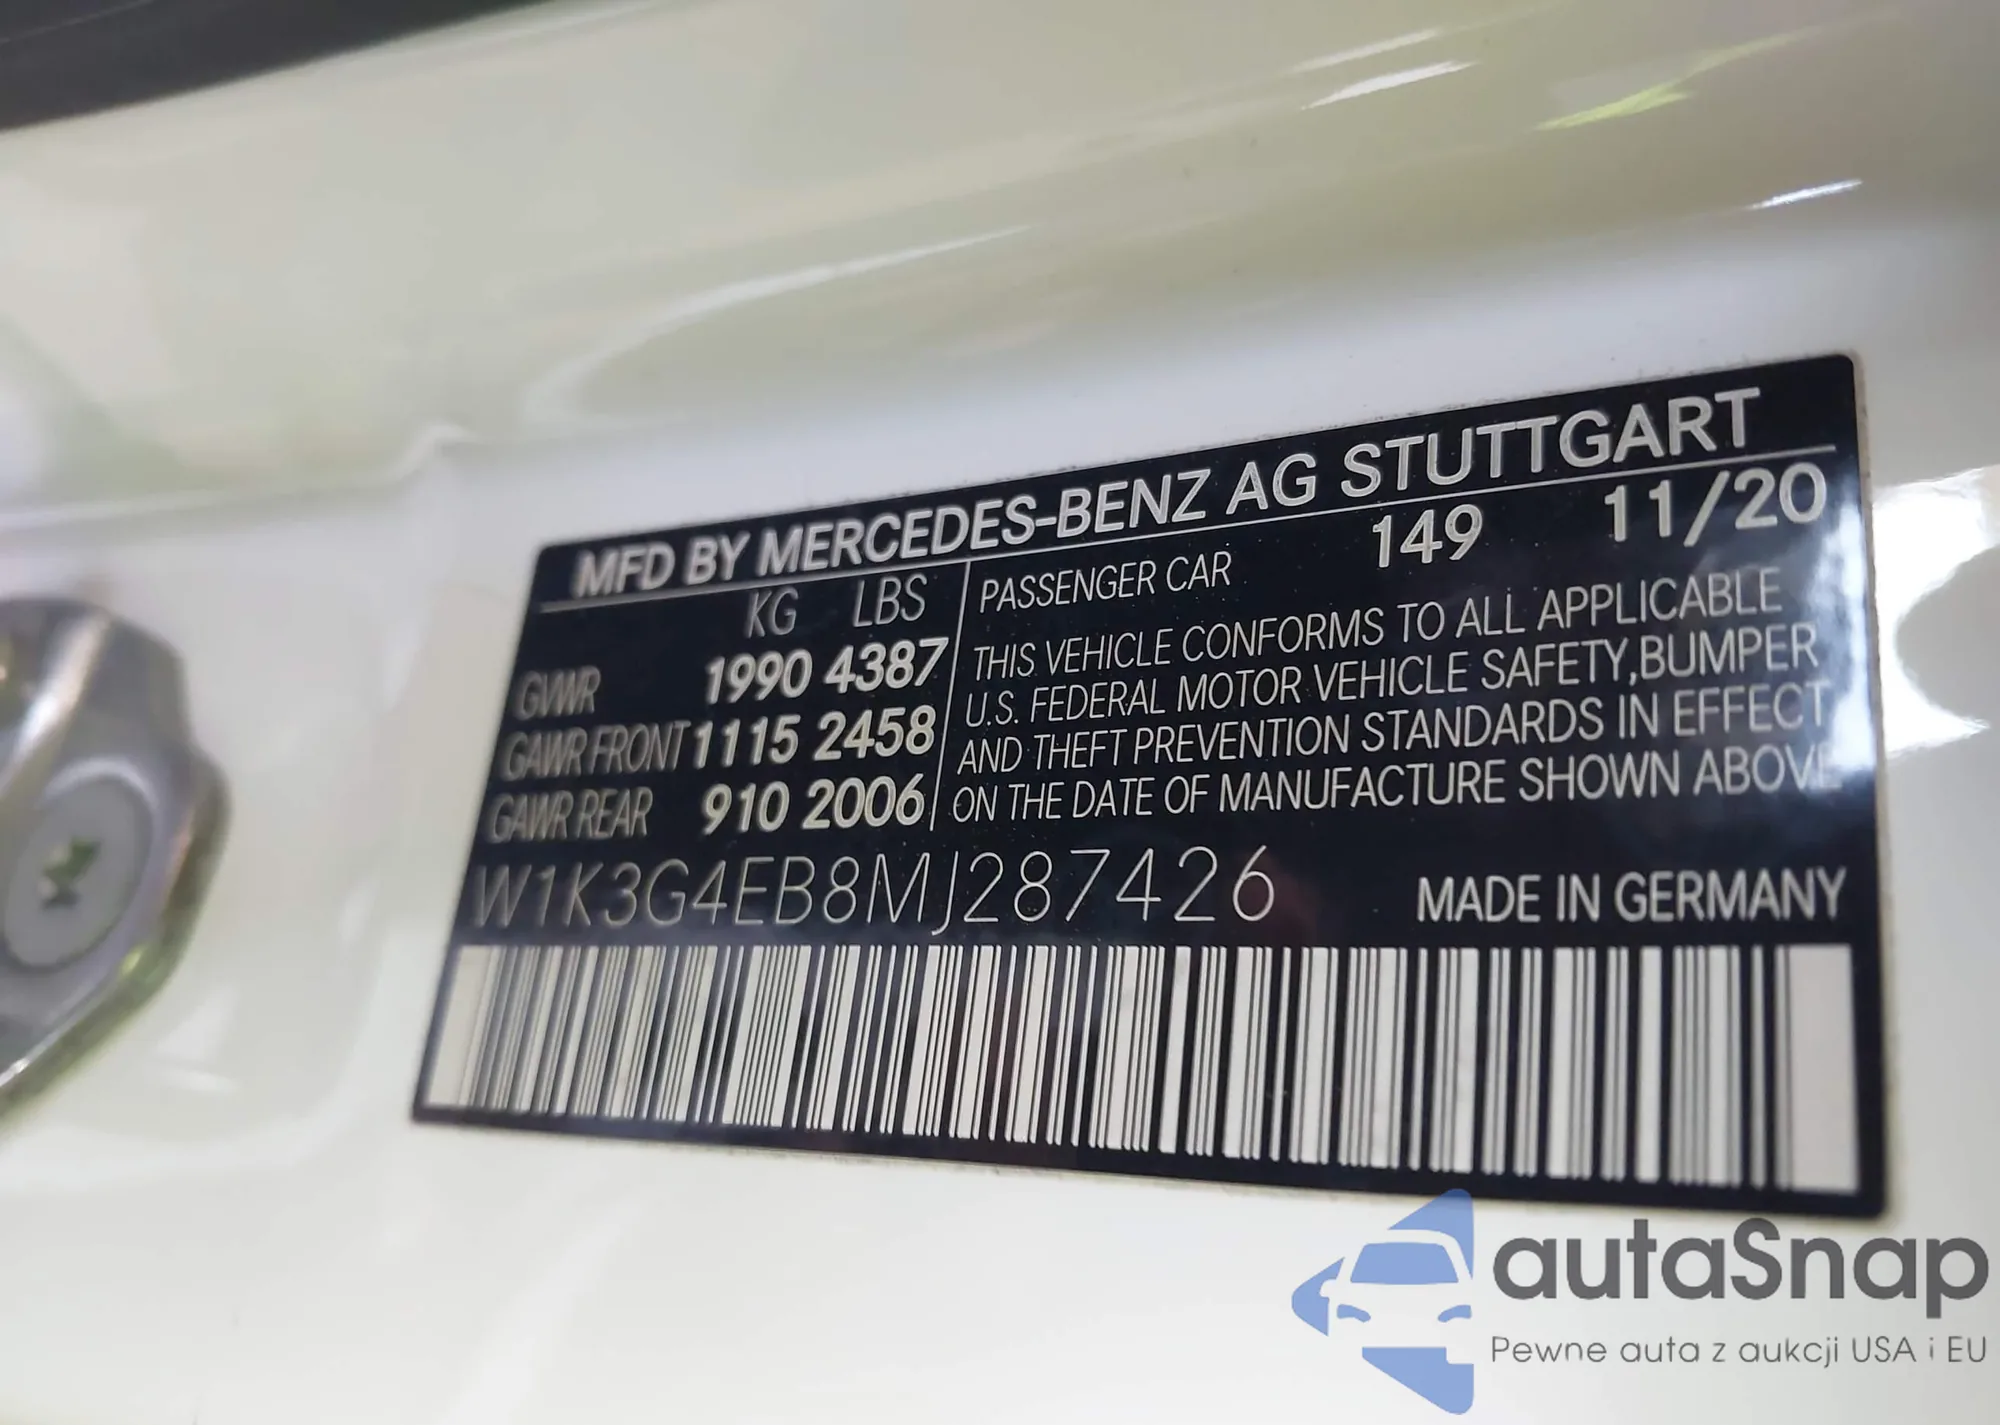 MFD BY MERCEDES-BENZ AG STUTTGART
KG LBS
GVWR 1990 4387
GAWR FRONT 1115 2458
GAWR REAR 910 2006
PASSENGER CAR 149 11/20
THIS VEHICLE CONFORMS TO ALL APPLICABLE
U.S. FEDERAL MOTOR VEHICLE SAFETY,BUMPER
AND THEFT PREVENTION STANDARDS IN EFFECT
ON THE DATE OF MANUFACTURE SHOWN ABOVE
W1K3G4EB8MJ287426 MADE IN GERMANY
autaSnap
Pewne auta z aukcji USA i EU